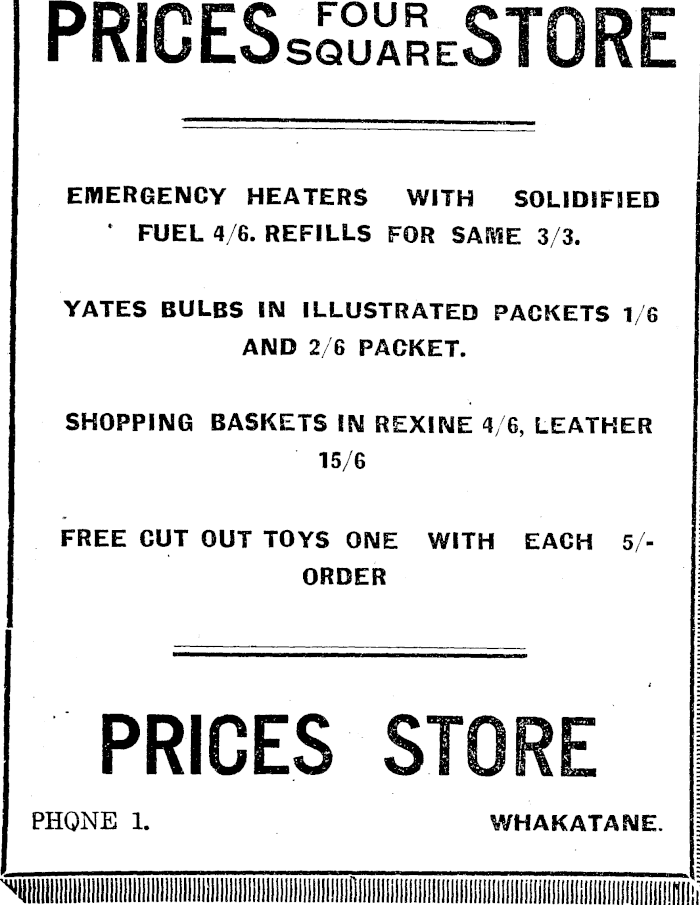 PRICES FOUR SQUARE STORE
EMERGENCY HEATERS WITH SOLIDIFIED
FUEL 4/6. REFILLS FOR SAME 3/3.
YATES BULBS IN ILLUSTRATED PACKETS 1/6
AND 2/6 PACKET.
SHOPPING BASKETS IN REXINE 4/6, LEATHER
15/6
FREE CUT OUT TOYS ONE WITH EACH 5/-
ORDER
PRICES STORE
PHONE 1. WHAKATANE.